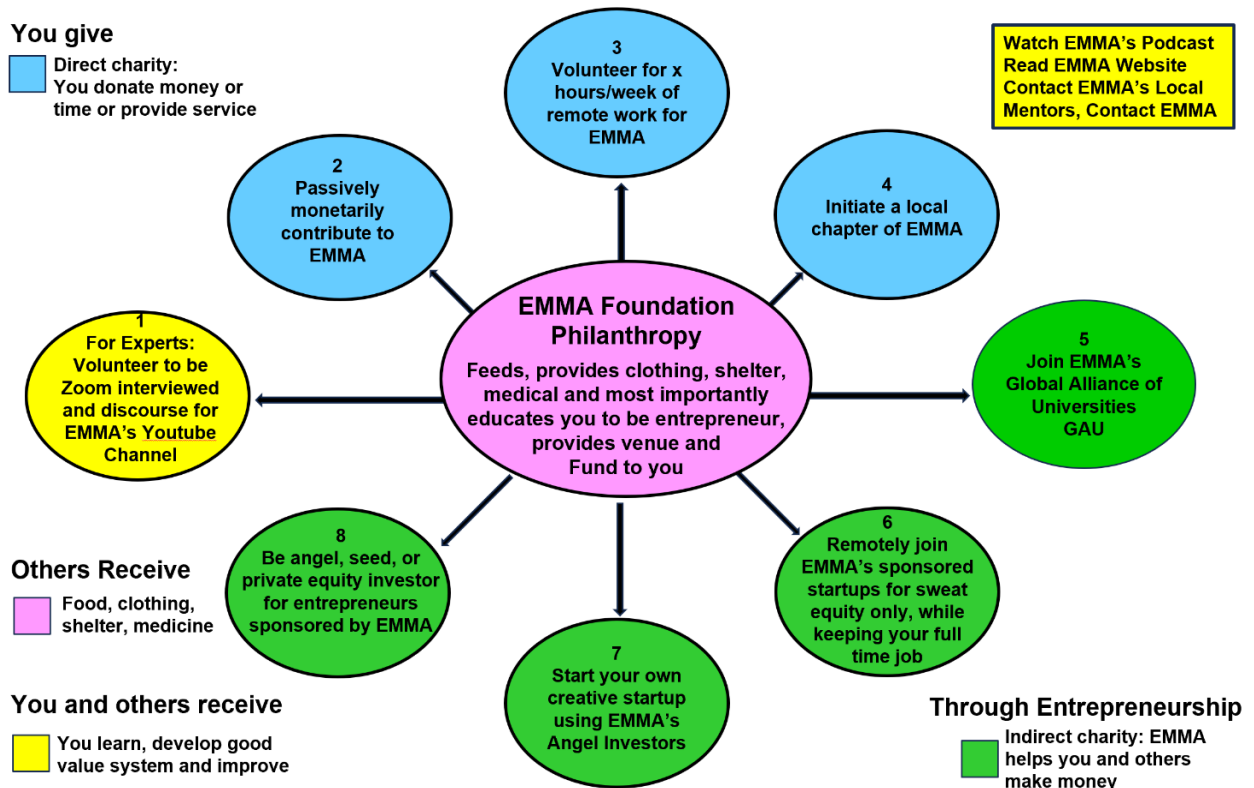 You give
Direct charity:
You donate money or
time or provide service
3
Volunteer for x
hours/week of
remote work for
EMMA
Watch EMMA’s Podcast
Read EMMA Website
Contact EMMA’s Local
Mentors, Contact EMMA
2
Passively
monetarily
contribute to
EMMA
4
Initiate a local
chapter of EMMA
EMMA Foundation
Philanthropy
Feeds, provides clothing, shelter,
medical and most importantly
educates you to be entrepreneur,
provides venue and
Fund to you
1
For Experts:
Volunteer to be
Zoom interviewed
and discourse for
EMMA’s Youtube
Channel
5
Join EMMA’s
Global Alliance of
Universities
GAU
8
Be angel, seed, or
private equity investor
for entrepreneurs
sponsored by EMMA
6
Remotely join
EMMA’s sponsored
startups for sweat
equity only, while
keeping your full
time job
Others Receive
Food, clothing,
shelter, medicine
7
Start your own
creative startup
using EMMA’s
Angel Investors
You and others receive
You learn, develop good
value system and improve
Through Entrepreneurship
Indirect charity: EMMA
helps you and others
make money